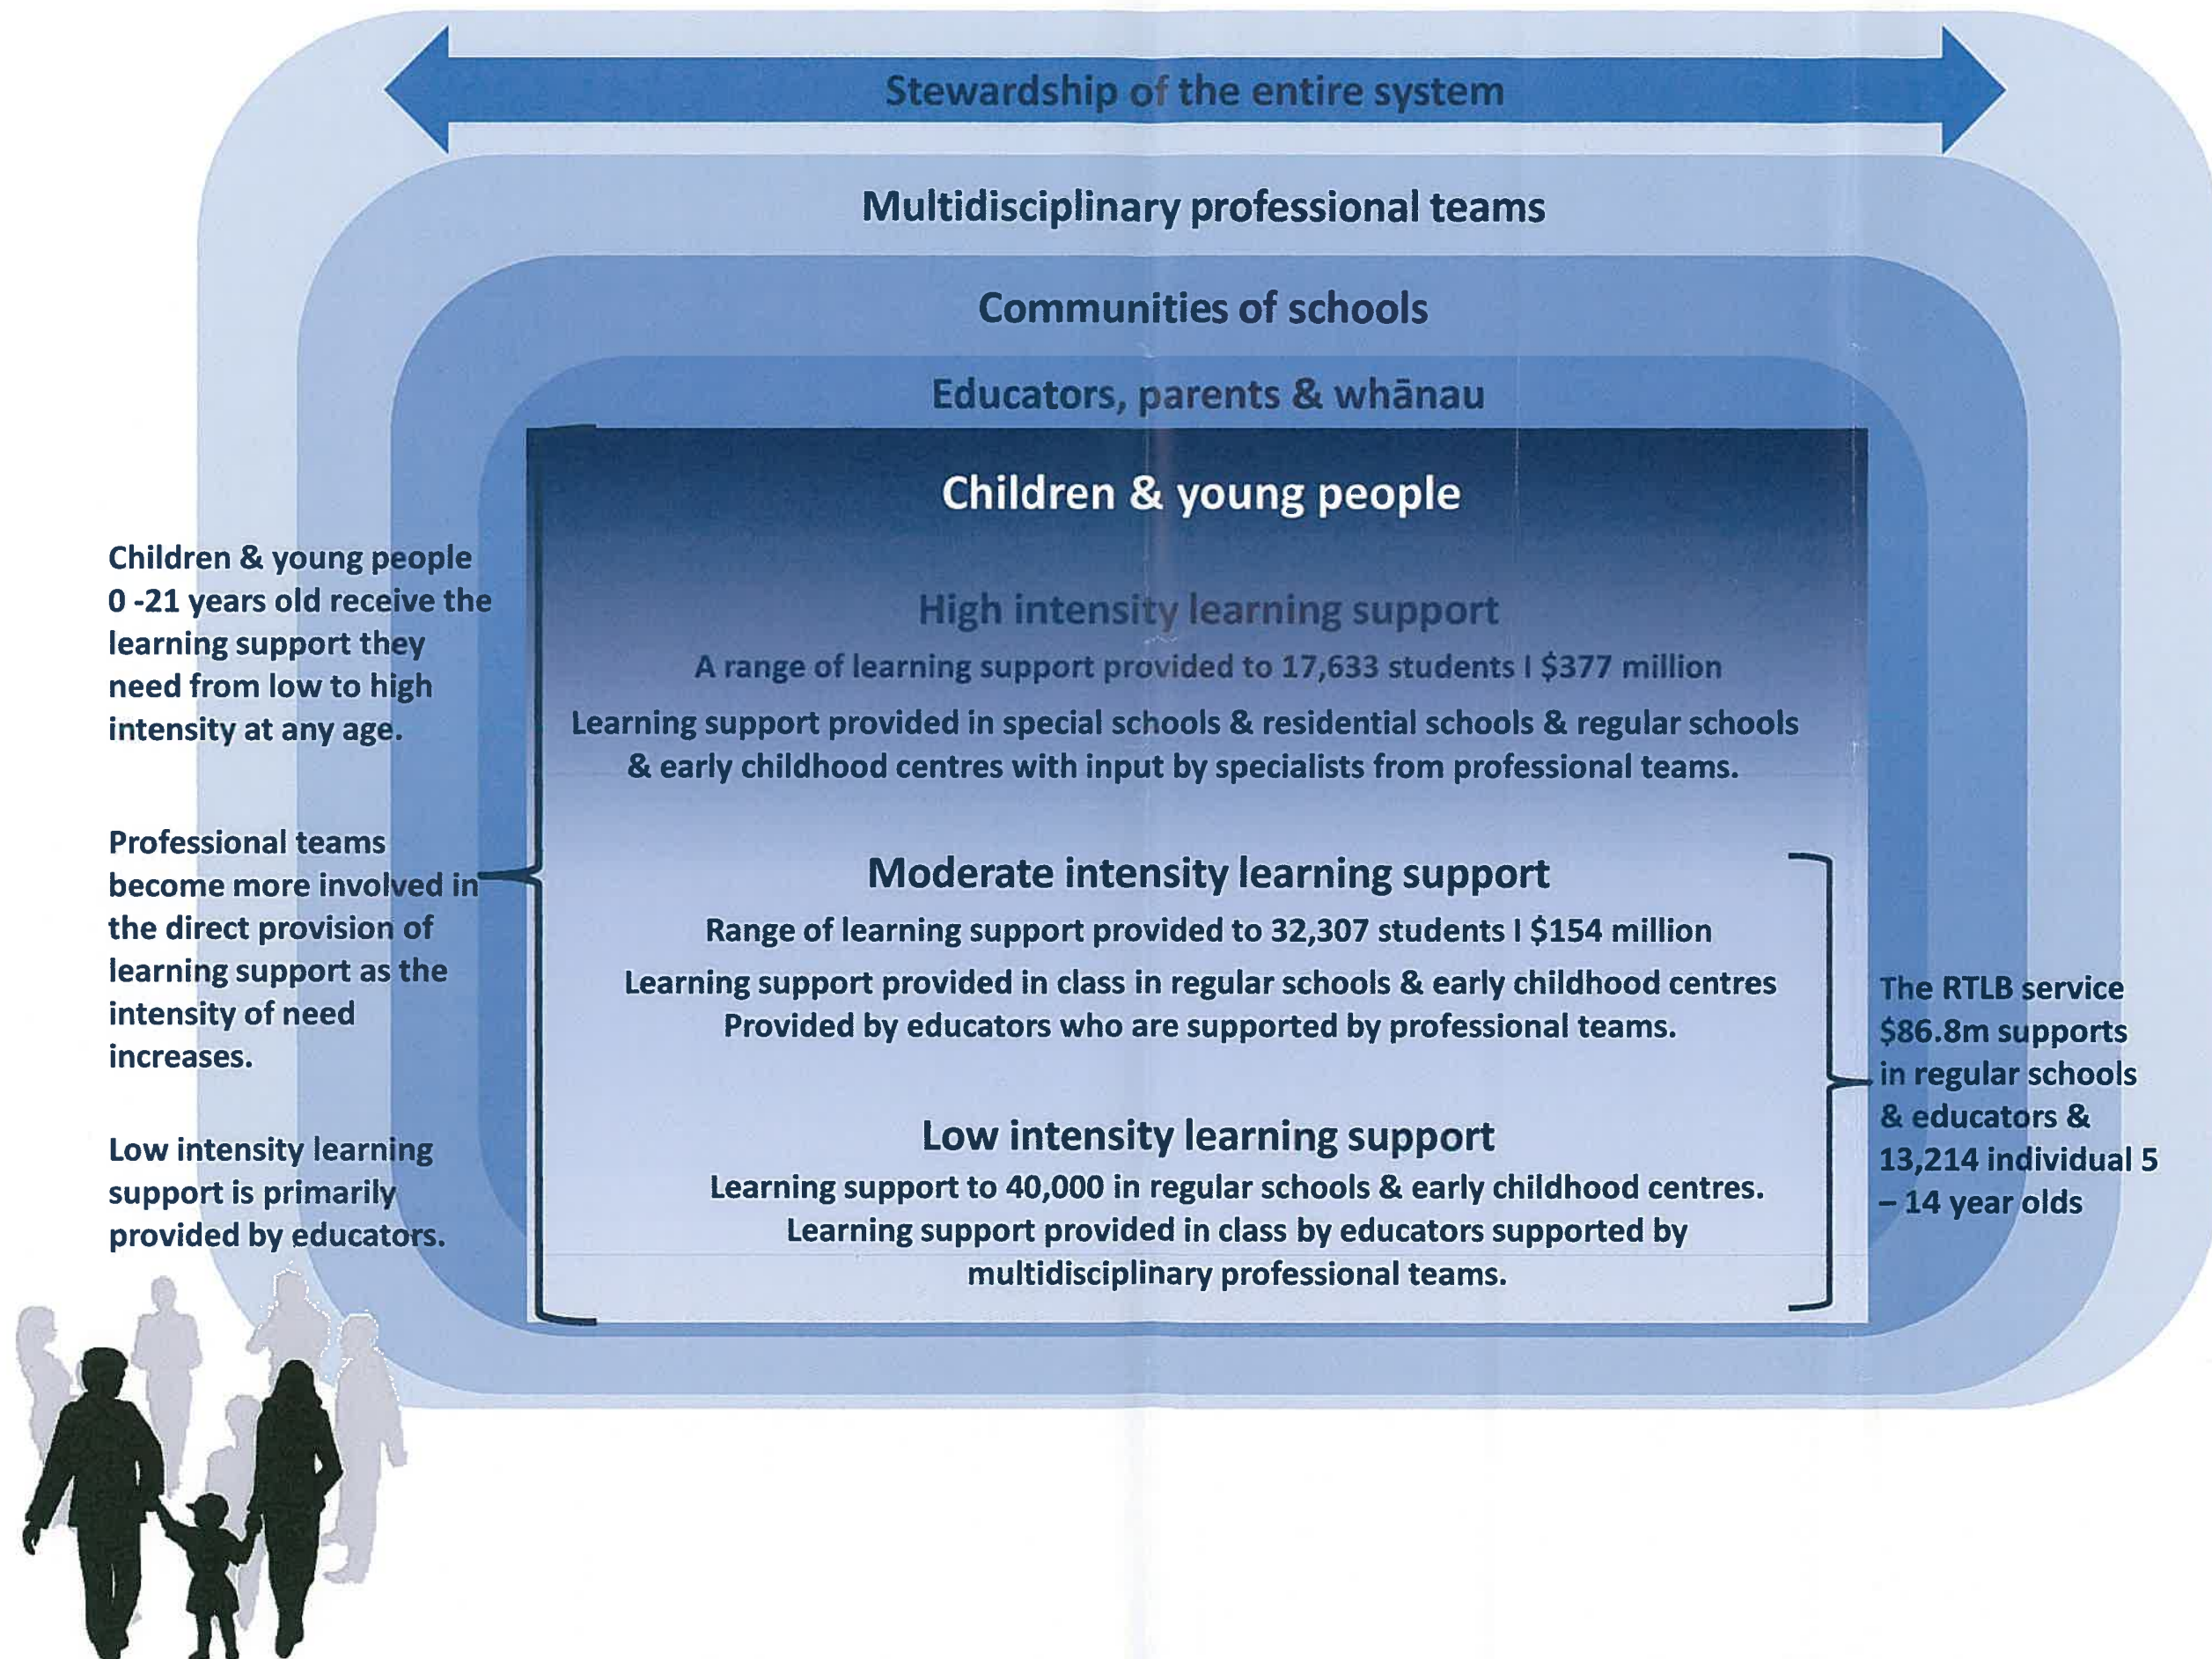 Stewardship of the entire system
Multidisciplinary professional teams
Communities of schools
Educators, parents & whānau
Children & young people
High intensity learning support
A range of learning support provided to 17,633 students I $377 million
Learning support provided in special schools & residential schools & regular schools
& early childhood centres with input by specialists from professional teams.
Moderate intensity learning support
Range of learning support provided to 32,307 students I $154 million
Learning support provided in class in regular schools & early childhood centres
Provided by educators who are supported by professional teams.
Low intensity learning support
Learning support to 40,000 in regular schools & early childhood centres.
Learning support provided in class by educators supported by
multidisciplinary professional teams.
Children & young people
0 -21 years old receive the
learning support they
need from low to high
intensity at any age.
Professional teams
become more involved in
the direct provision of
learning support as the
intensity of need
increases.
Low intensity learning
support is primarily
provided by educators.
The RTLB service
$86.8m supports
in regular schools
& educators &
13,214 individual 5
– 14 year olds